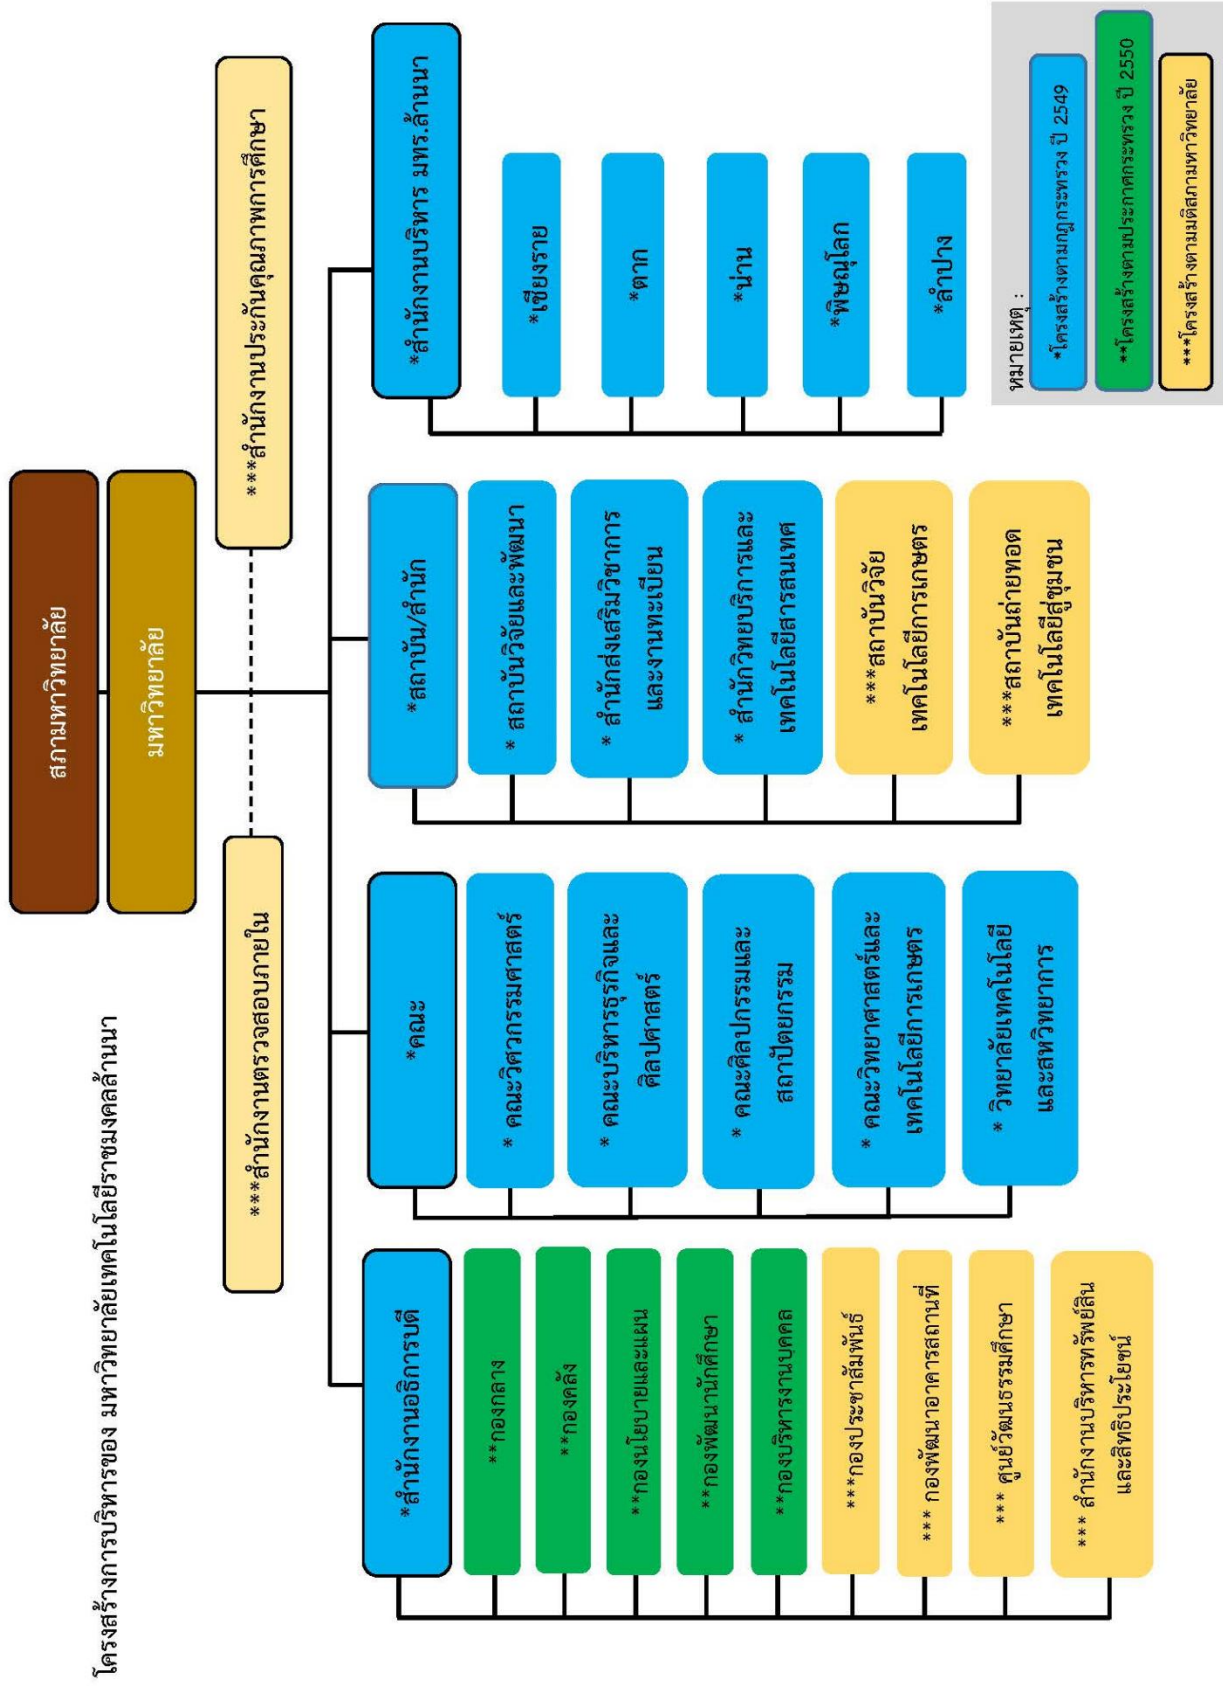 โครงสร้างการบริหารของ มหาวิทยาลัยเทคโนโลยีราชมงคลล้านนา
สภามหาวิทยาลัย
มหาวิทยาลัย
***สำนักงานตรวจสอบภายใน
***สำนักงานประกันคุณภาพการศึกษา
*สำนักงานอธิการบดี
**กองกลาง
**กองคลัง
**กองนโยบายและแผน
**กองพัฒนานักศึกษา
**กองบริหารงานบุคคล
***กองประชาสัมพันธ์
*** กองพัฒนาอาคารสถานที่
*** ศูนย์วัฒนธรรมศึกษา
*** สำนักงานบริหารทรัพย์สิน
และสิทธิประโยชน์
*คณะ
* คณะวิศวกรรมศาสตร์
* คณะบริหารธุรกิจและ
ศิลปศาสตร์
* คณะศิลปกรรมและ
สถาปัตยกรรม
* คณะวิทยาศาสตร์และ
เทคโนโลยีการเกษตร
* วิทยาลัยเทคโนโลยี
และสหวิทยาการ
*สถาบัน/สำนัก
* สถาบันวิจัยและพัฒนา
* สำนักส่งเสริมวิชาการ
และงานทะเบียน
* สำนักวิทยบริการและ
เทคโนโลยีสารสนเทศ
***สถาบันวิจัย
เทคโนโลยีการเกษตร
***สถาบันถ่ายทอด
เทคโนโลยีสู่ชุมชน
*สำนักงานบริหาร มทร.ล้านนา
*เชียงราย
*ตาก
*น่าน
*พิษณุโลก
*ลำปาง
หมายเหตุ :
*โครงสร้างตามกฎกระทรวง ปี 2549
**โครงสร้างตามประกาศกระทรวง ปี 2550
***โครงสร้างตามมติสภามหาวิทยาลัย